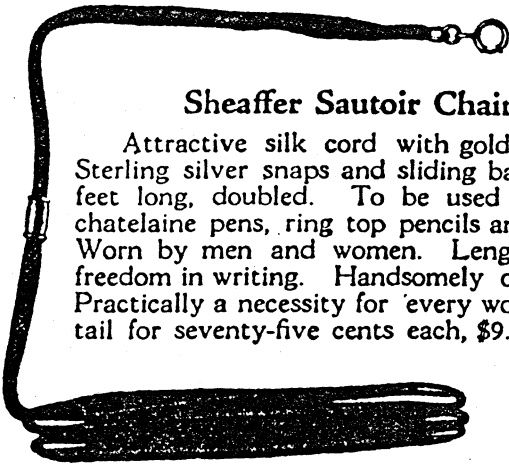 Sheaffer Sautoir Chain
Attractive silk cord with gold
Sterling silver snaps and sliding ba
feet long, doubled. To be used
chatelaine pens, ring top pencils an
Worn by men and women. Leng
freedom in writing. Handsomely
Practically a necessity for every wo
tail for seventy-five cents each, $9.